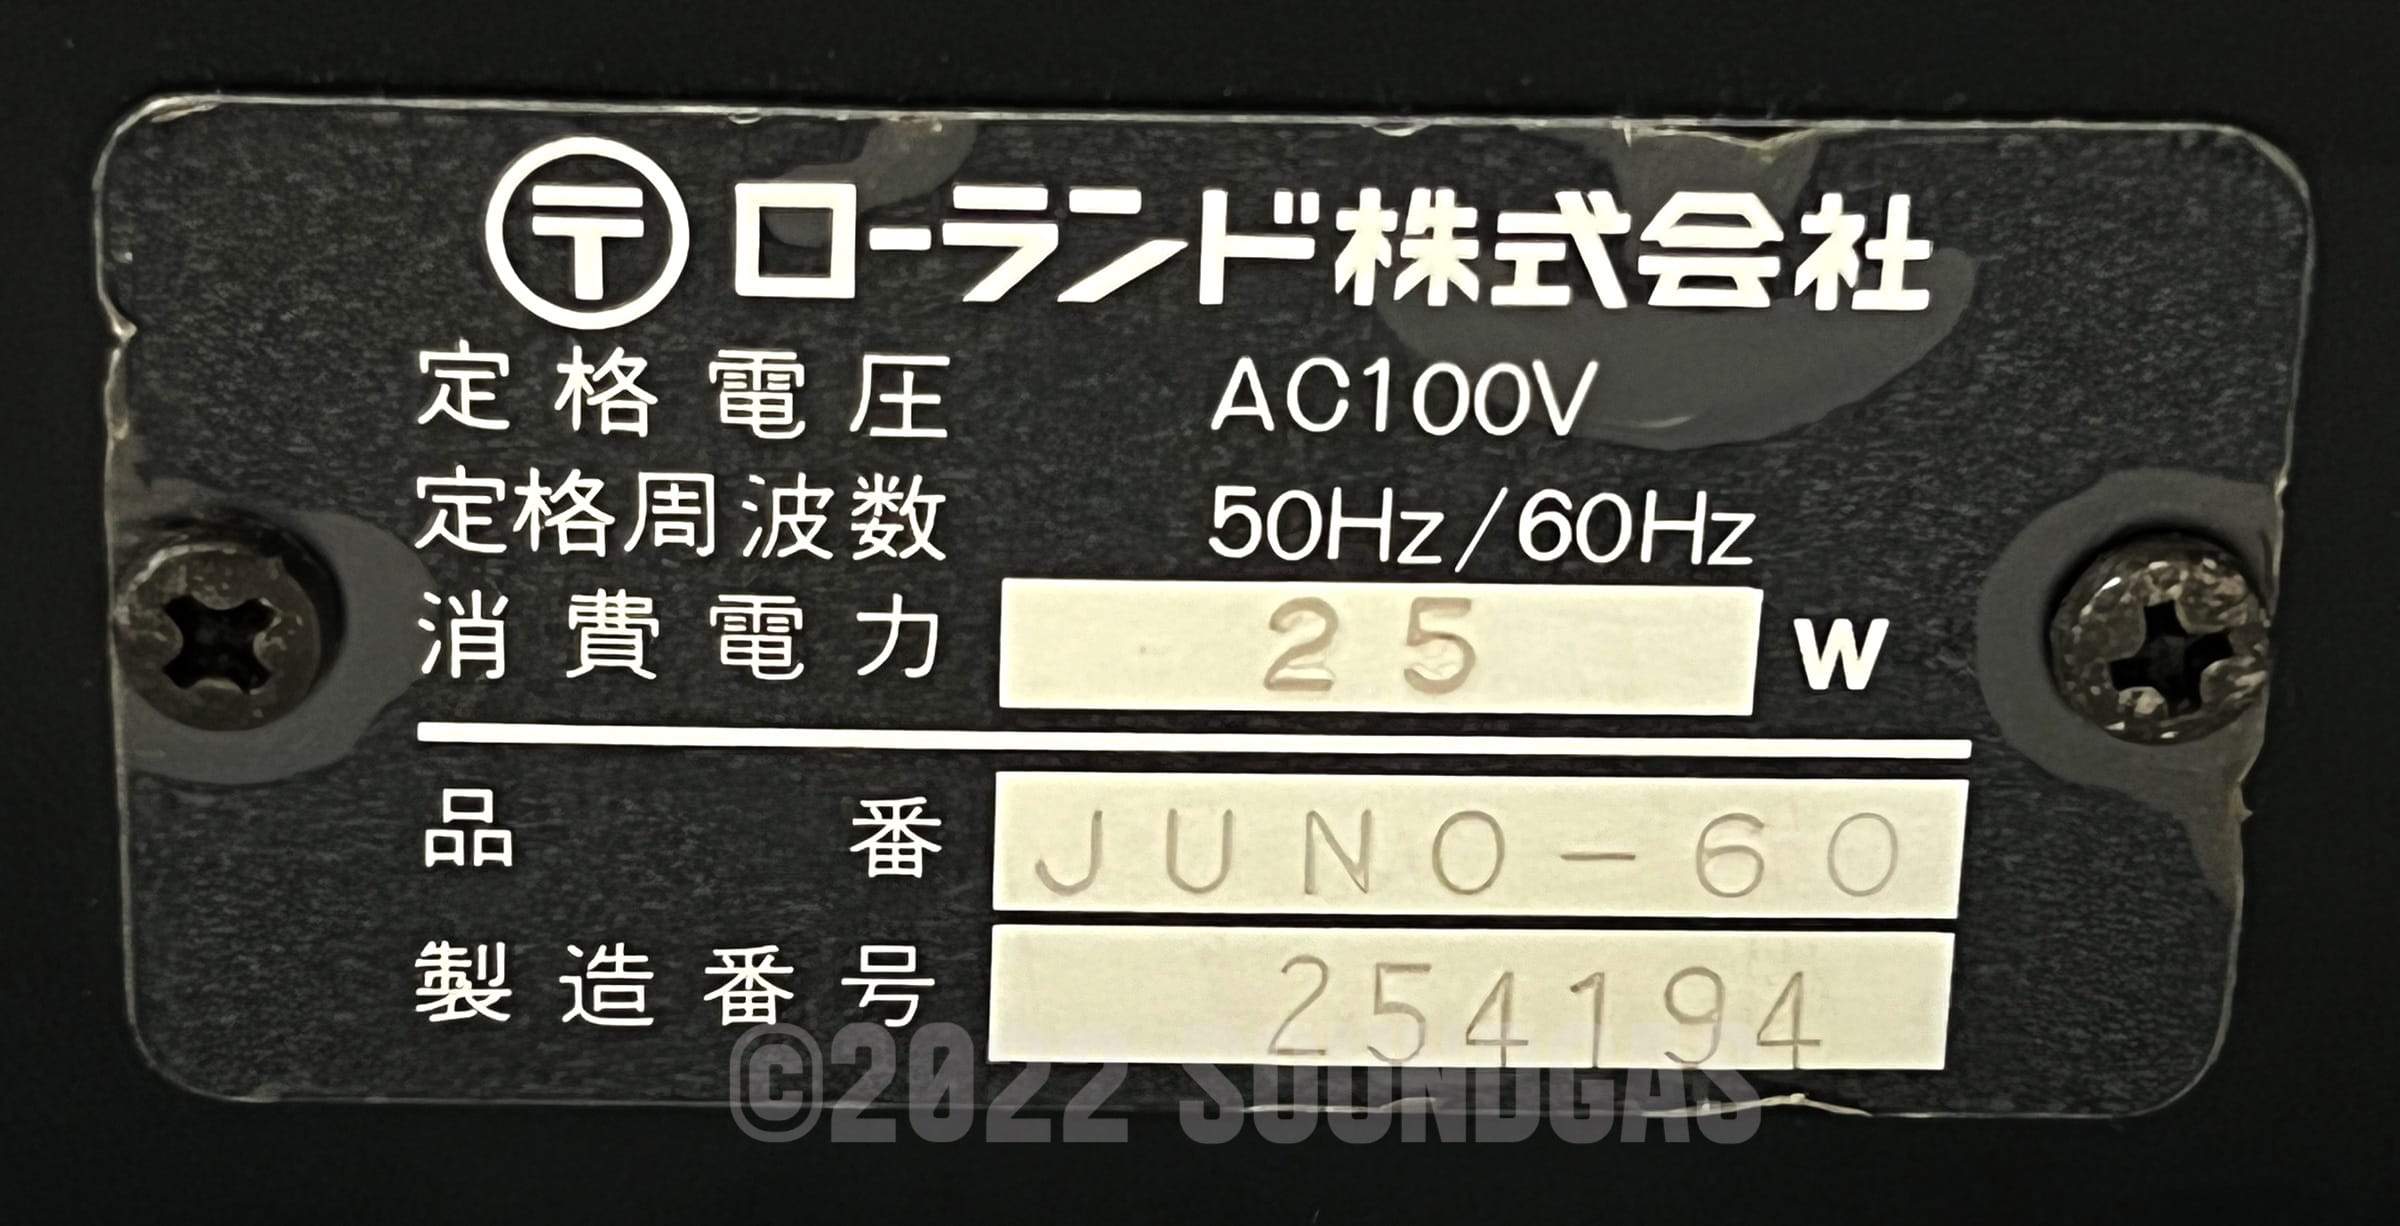 〒 ローランド株式会社
定格電圧 AC100V
定格周波数 50Hz/60Hz
消費電力 25 W
品番 JUNO-60
製造番号 254194
©2022 SOUNDGAS